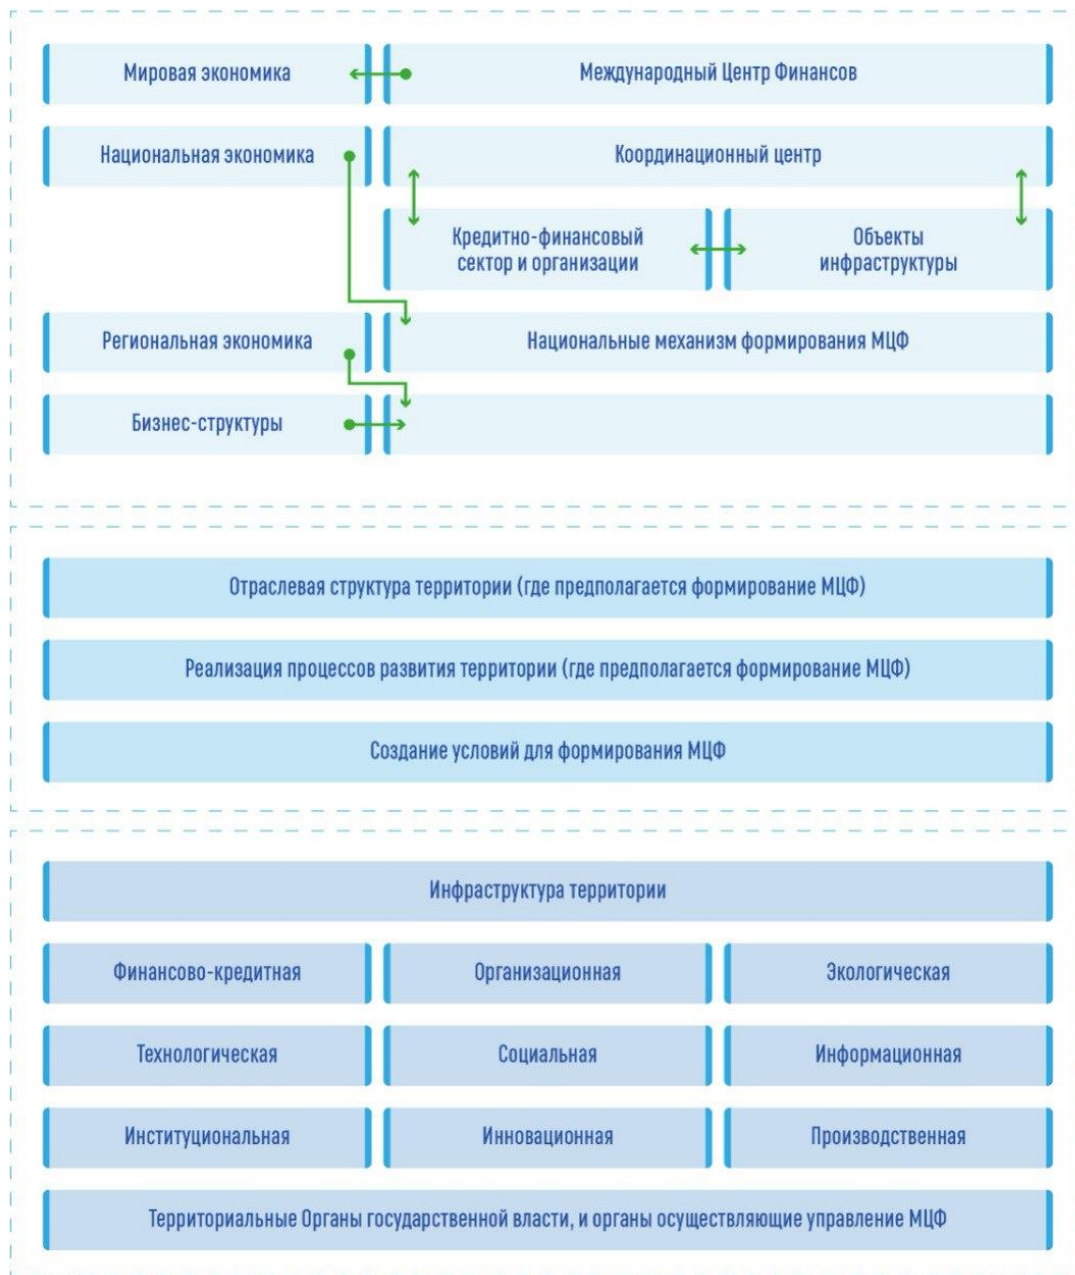 Мировая экономика
Международный Центр Финансов
Национальная экономика
Координационный центр
Кредитно-финансовый
сектор и организации
Объекты
инфраструктуры
Региональная экономика
Национальные механизм формирования МЦФ
Бизнес-структуры
Отраслевая структура территории (где предполагается формирование МЦФ)
Реализация процессов развития территории (где предполагается формирование МЦФ)
Создание условий для формирования МЦФ
Инфраструктура территории
Финансово-кредитная
Организационная
Экологическая
Технологическая
Социальная
Информационная
Институциональная
Инновационная
Производственная
Территориальные Органы государственной власти, и органы осуществляющие управление МЦФ